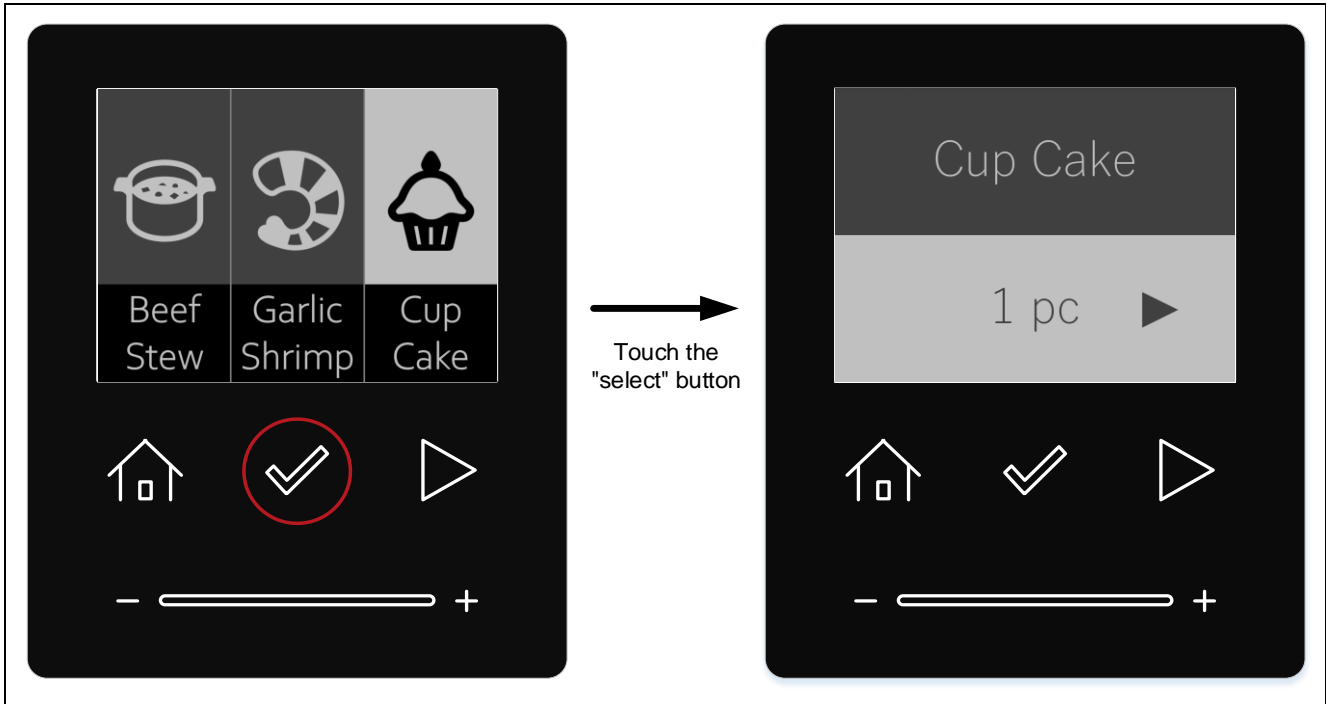 Beef
Stew
Garlic
Shrimp
Cup
Cake
- +
Touch the
"select" button
Cup Cake
1 pc ▶
- +